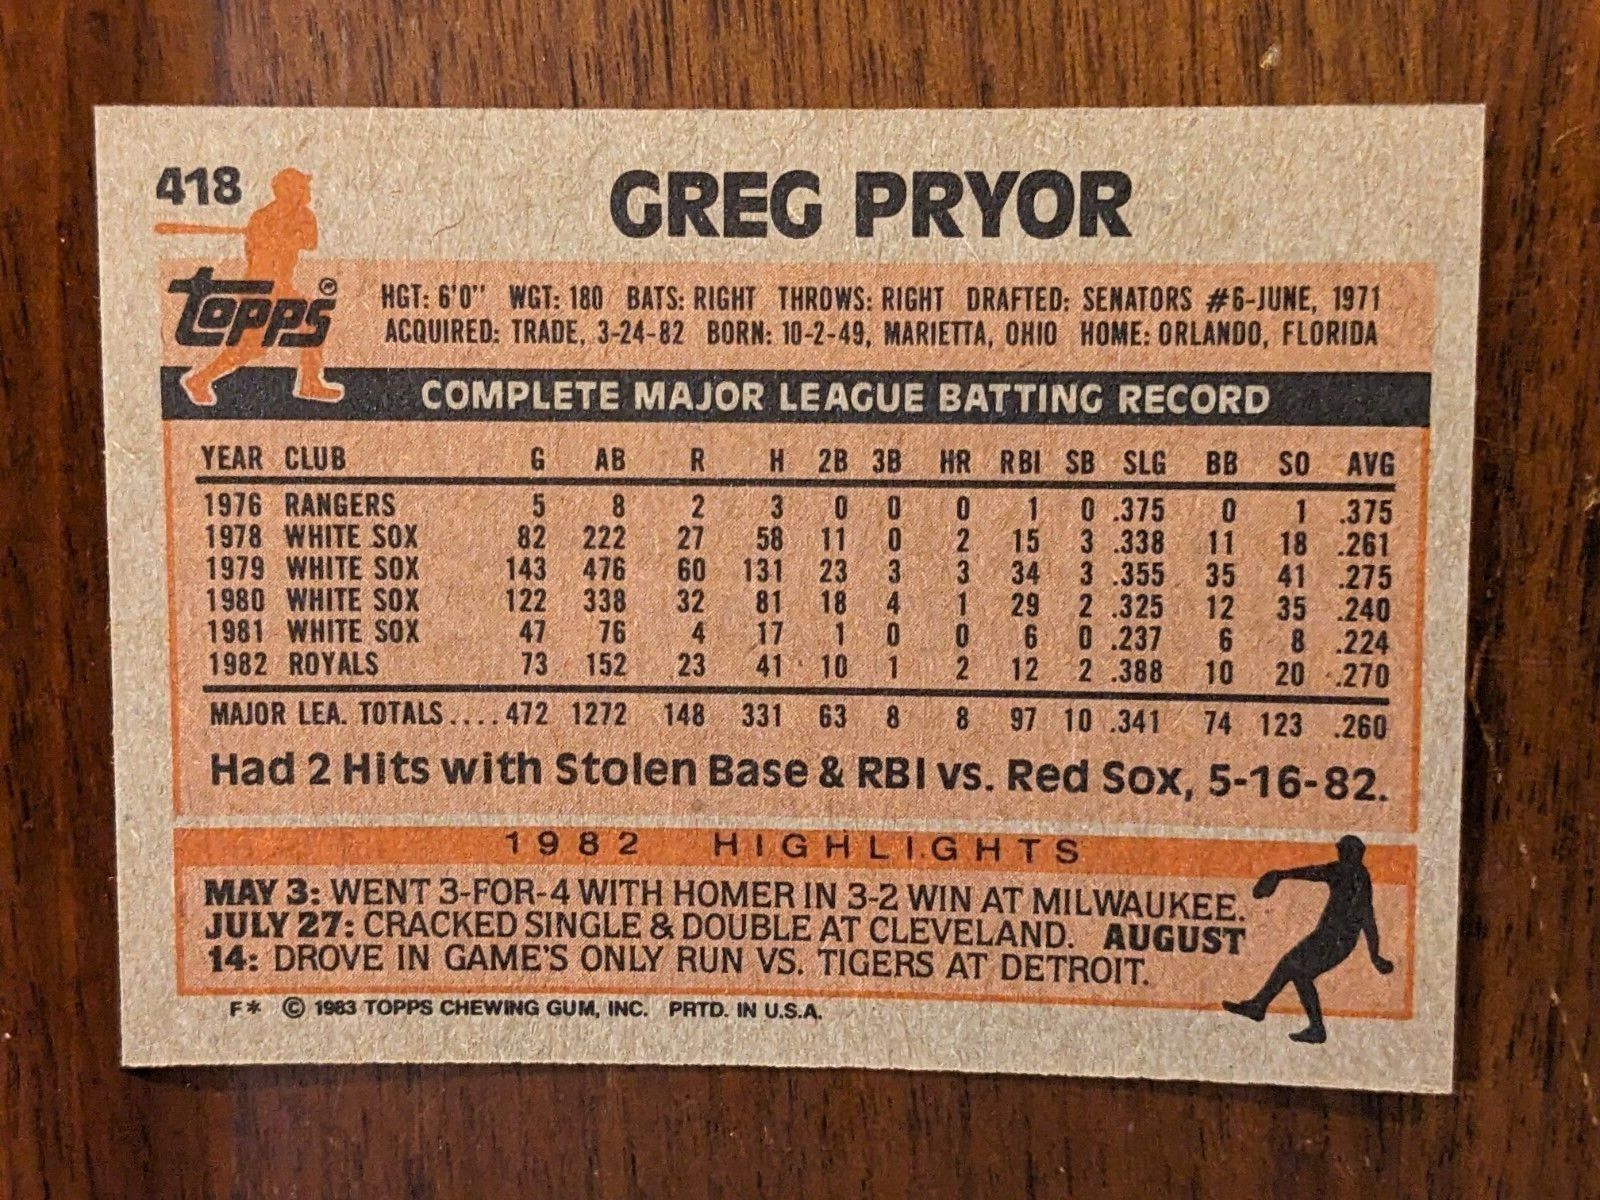 418
GREG PRYOR
Topps®
HGT: 6'0" WGT: 180 BATS: RIGHT THROWS: RIGHT DRAFTED: SENATORS #6-JUNE, 1971
ACQUIRED: TRADE, 3-24-82 BORN: 10-2-49, MARIETTA, OHIO HOME: ORLANDO, FLORIDA
COMPLETE MAJOR LEAGUE BATTING RECORD
YEAR CLUB G AB R H 2B 3B HR RBI SB SLG BB SO AVG
1976 RANGERS 5 8 2 3 0 0 0 1 0 .375 0 1 .375
1978 WHITE SOX 82 222 27 58 11 0 2 15 3 .338 11 18 .261
1979 WHITE SOX 143 476 60 131 23 3 3 34 3 .355 35 41 .275
1980 WHITE SOX 122 338 32 81 18 4 1 29 2 .325 12 35 .240
1981 WHITE SOX 47 76 4 17 1 0 0 6 0 .237 6 8 .224
1982 ROYALS 73 152 23 41 10 1 2 12 2 .388 10 20 .270
MAJOR LEA. TOTALS....472 1272 148 331 63 8 8 97 10 .341 74 123 .260
Had 2 Hits with Stolen Base & RBI vs. Red Sox, 5-16-82.
1982 HIGHLIGHTS
MAY 3: WENT 3-FOR-4 WITH HOMER IN 3-2 WIN AT MILWAUKEE.
JULY 27: CRACKED SINGLE & DOUBLE AT CLEVELAND. AUGUST
14: DROVE IN GAME'S ONLY RUN VS. TIGERS AT DETROIT.
F* © 1983 TOPPS CHEWING GUM, INC. PRTD. IN U.S.A.